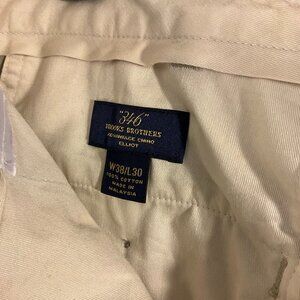 "346"
BROOKS BROTHERS
ADVANTAGE CHINO
ELLIOT
W38/L30
100% COTTON
MADE IN
MALAYSIA